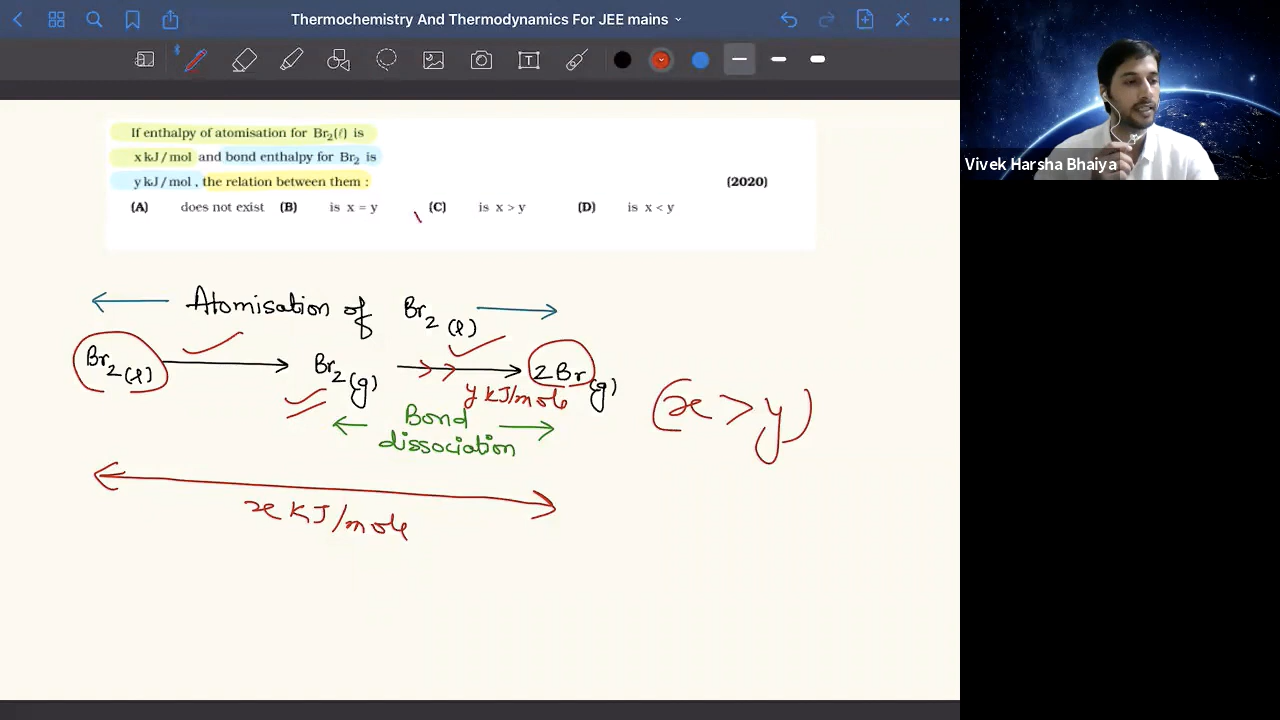 Thermochemistry And Thermodynamics For JEE mains
T
Vivek Harsha Bhaiya
If enthalpy of atomisation for Br₂(ℓ) is
x kJ/mol and bond enthalpy for Br₂ is
y kJ/mol, the relation between them :
(2020)
(A) does not exist (B) is x = y (C) is x > y (D) is x < y
Atomisation of Br₂(l)
Br₂(l) Br₂(g) 2Br(g)
y kJ/mole
(x > y)
Bond
dissociation
x kJ/mole